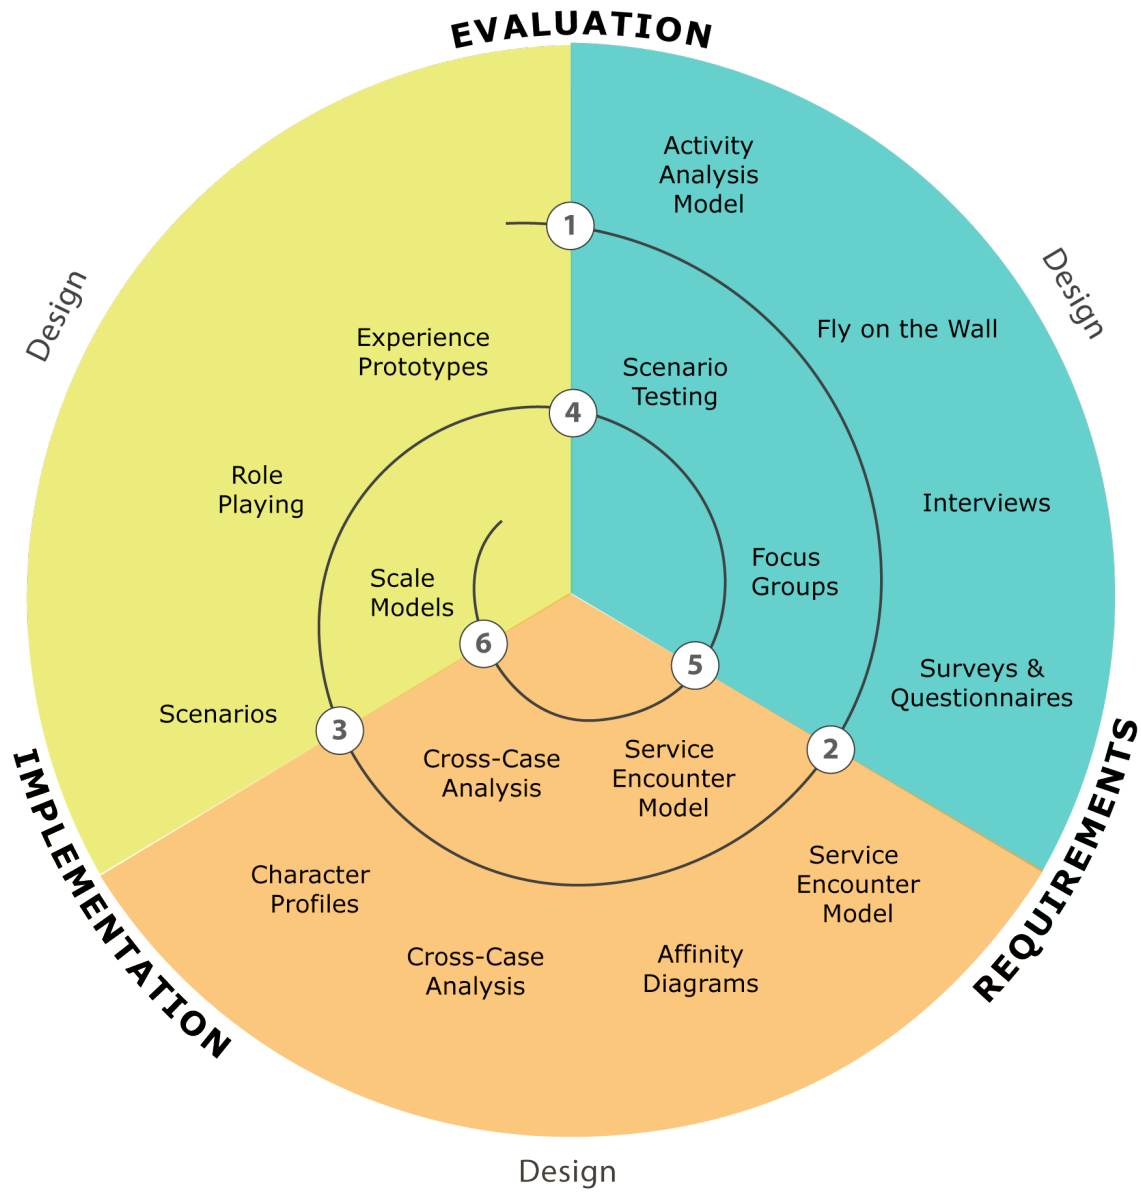 EVALUATION
Activity
Analysis
Model
1
Design
Design
Fly on the Wall
Experience
Prototypes
Scenario
Testing
4
Role
Playing
Interviews
Focus
Groups
Scale
Models
6
5
Surveys &
Questionnaires
Scenarios
3
2
Cross-Case
Analysis
Service
Encounter
Model
IMPLEMENTATION
REQUIREMENTS
Character
Profiles
Service
Encounter
Model
Cross-Case
Analysis
Affinity
Diagrams
Design